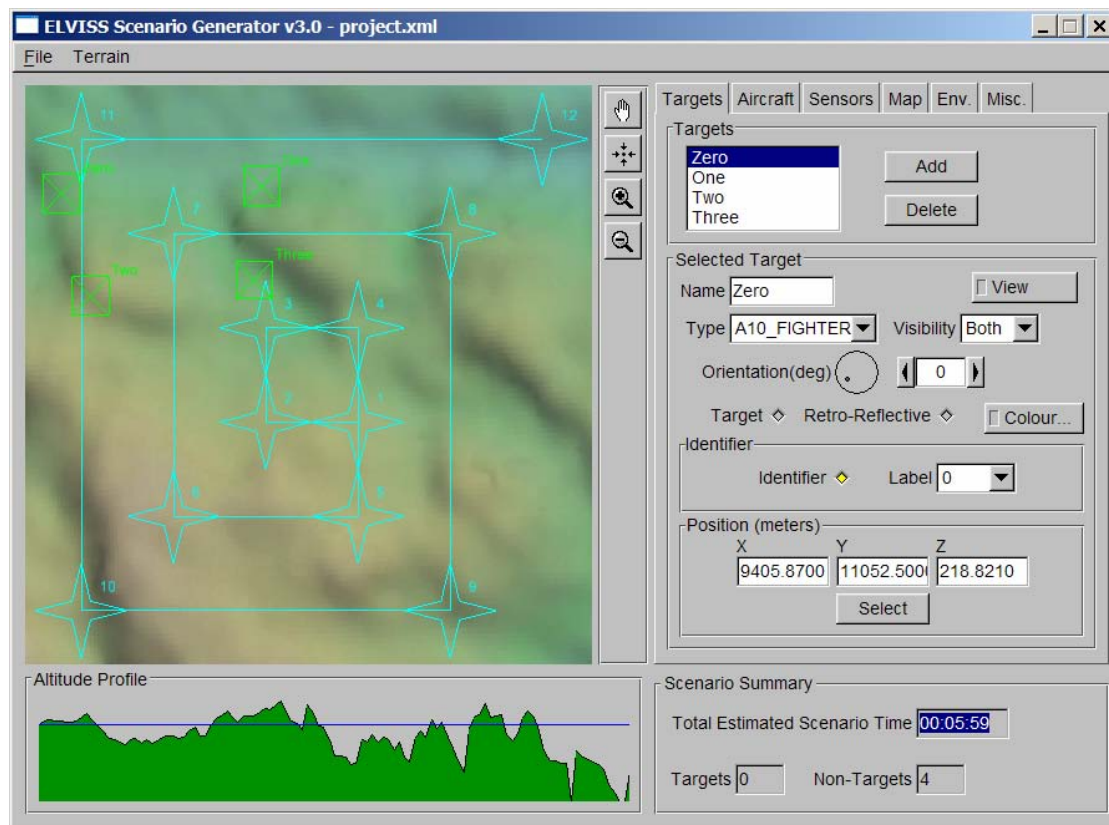 ELVISS Scenario Generator v3.0 - project.xml
File Terrain
11
12
Zero
One
7
8
Two
Three
3
4
2
1
6
5
10
9
Targets Aircraft Sensors Map Env. Misc.
Targets
Zero
One
Two
Three
Add
Delete
Selected Target
Name Zero
View
Type A10_FIGHTER Visibility Both
Orientation(deg) 0
Target Retro-Reflective Colour...
Identifier
Identifier Label 0
Position (meters)
X Y Z
9405.8700 11052.5000 218.8210
Select
Altitude Profile
Scenario Summary
Total Estimated Scenario Time 00:05:59
Targets 0 Non-Targets 4